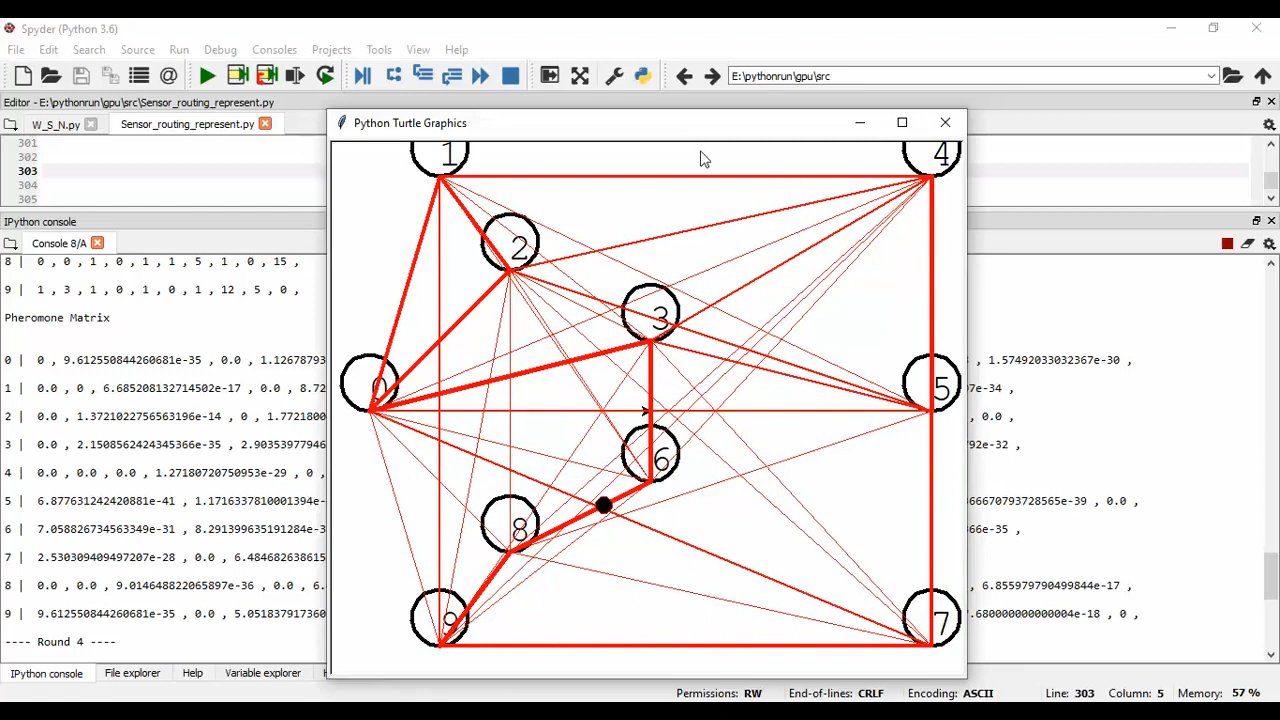 Spyder (Python 3.6)
File Edit Search Source Run Debug Consoles Projects Tools View Help
E:\pythonrun\gpu\src
Editor - E:\pythonrun\gpu\src\Sensor_routing_represent.py
W_S_N.py Sensor_routing_represent.py
301
302
303
305
IPython console
Console 8/A
8 | 0 , 0 , 1 , 0 , 1 , 1 , 5 , 1 , 0 , 15 ,
9 | 1 , 3 , 1 , 0 , 1 , 0 , 1 , 12 , 5 , 0 ,
Pheromone Matrix
0 | 0 , 9.612550844260681e-35 , 0.0 , 1.12678793
1 | 0.0 , 0 , 6.685208132714502e-17 , 0.0 , 8.72
2 | 0.0 , 1.3721022756563196e-14 , 0 , 1.7721800
3 | 0.0 , 2.15085624243 45365e-35 , 2.90353977946
4 | 0.0 , 0.0 , 0.0 , 1.27180720750953e-29 , 0
5 | 6.877631242420881e-41 , 1.1716337810001394e-
6 | 7.058826734563349e-31 , 8.291399635191284e-3
7 | 2.530309409497207e-28 , 0.0 , 6.484682638615
8 | 0.0 , 0.0 , 9.014648822065897e-36 , 0.0 , 6.
9 | 9.612550844260681e-35 , 0.0 , 5.051837917360
---- Round 4 ----
8 , 1.57492033032367e-30 ,
7e-34 ,
, 0.0 ,
792e-32 ,
366670793728565e-39 , 0.0 ,
66e-35 ,
6.855979790499844e-17 ,
.680000000000004e-18 , 0 ,
Python Turtle Graphics
1
4
2
3
0
5
6
8
9
7
IPython console File explorer Help Variable explorer
Permissions: RW End-of-lines: CRLF Encoding: ASCII Line: 303 Column: 5 Memory: 57 %